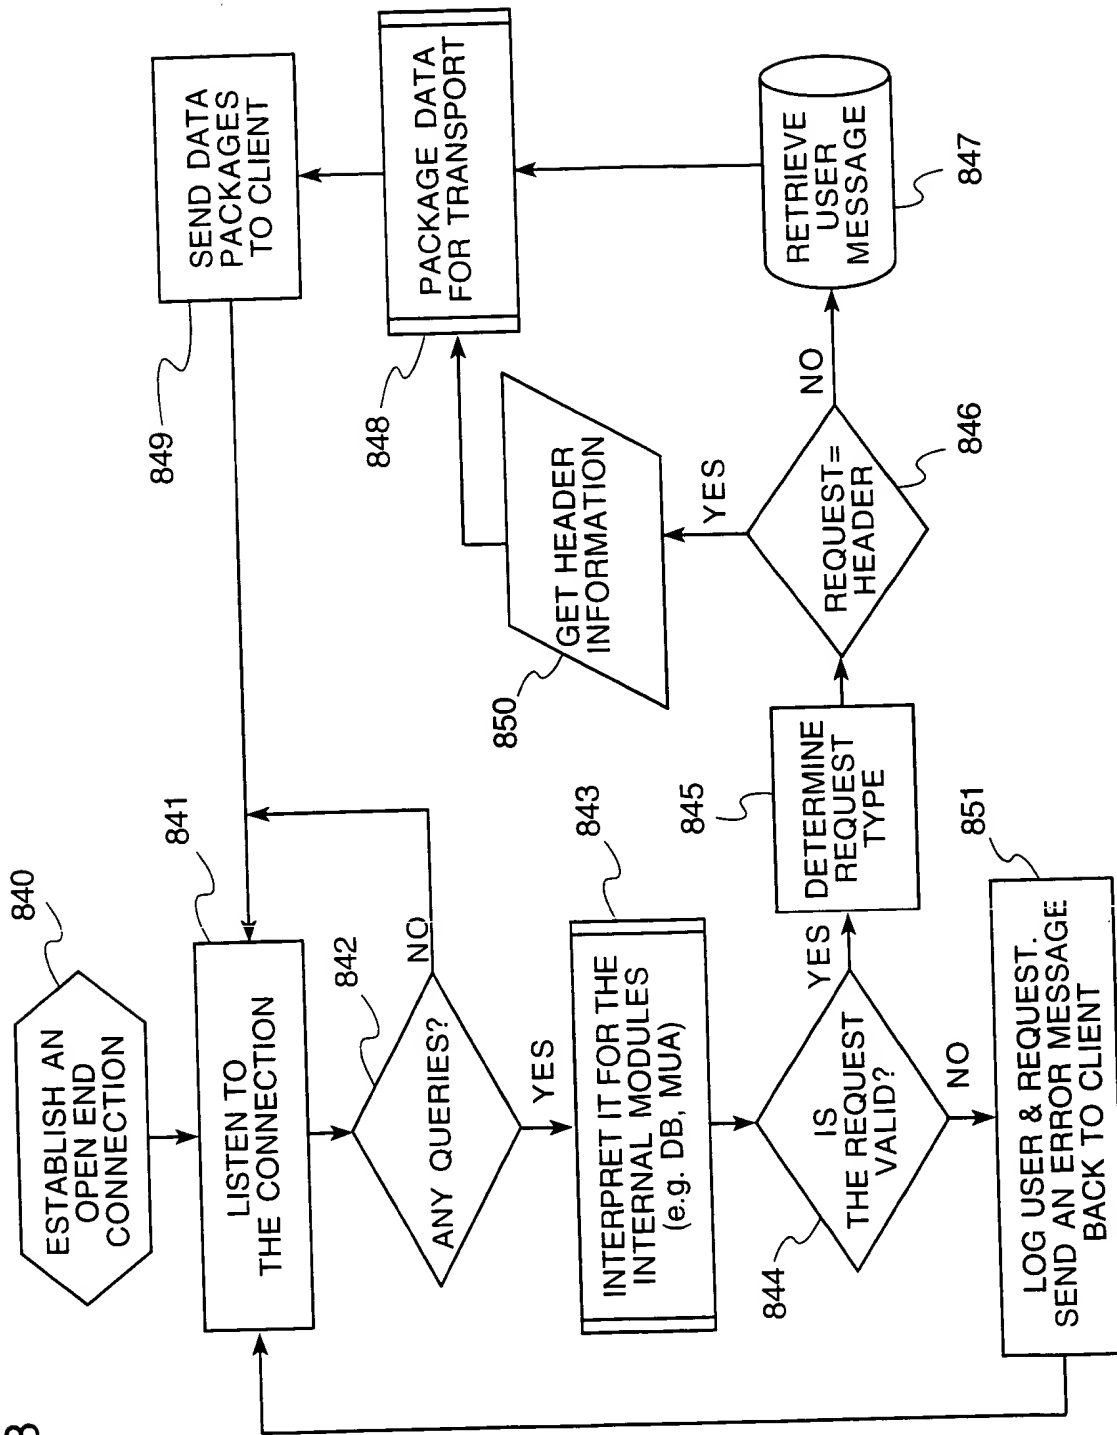 840
ESTABLISH AN
OPEN END
CONNECTION
841
LISTEN TO
THE CONNECTION
842
ANY QUERIES?
NO
YES
843
INTERPRET IT FOR THE
INTERNAL MODULES
(e.g. DB, MUA)
844
IS
THE REQUEST
VALID?
YES
NO
845
DETERMINE
REQUEST
TYPE
851
LOG USER & REQUEST.
SEND AN ERROR MESSAGE
BACK TO CLIENT
846
REQUEST=
HEADER
YES
NO
850
GET HEADER
INFORMATION
847
RETRIEVE
USER
MESSAGE
848
PACKAGE DATA
FOR TRANSPORT
849
SEND DATA
PACKAGES
TO CLIENT